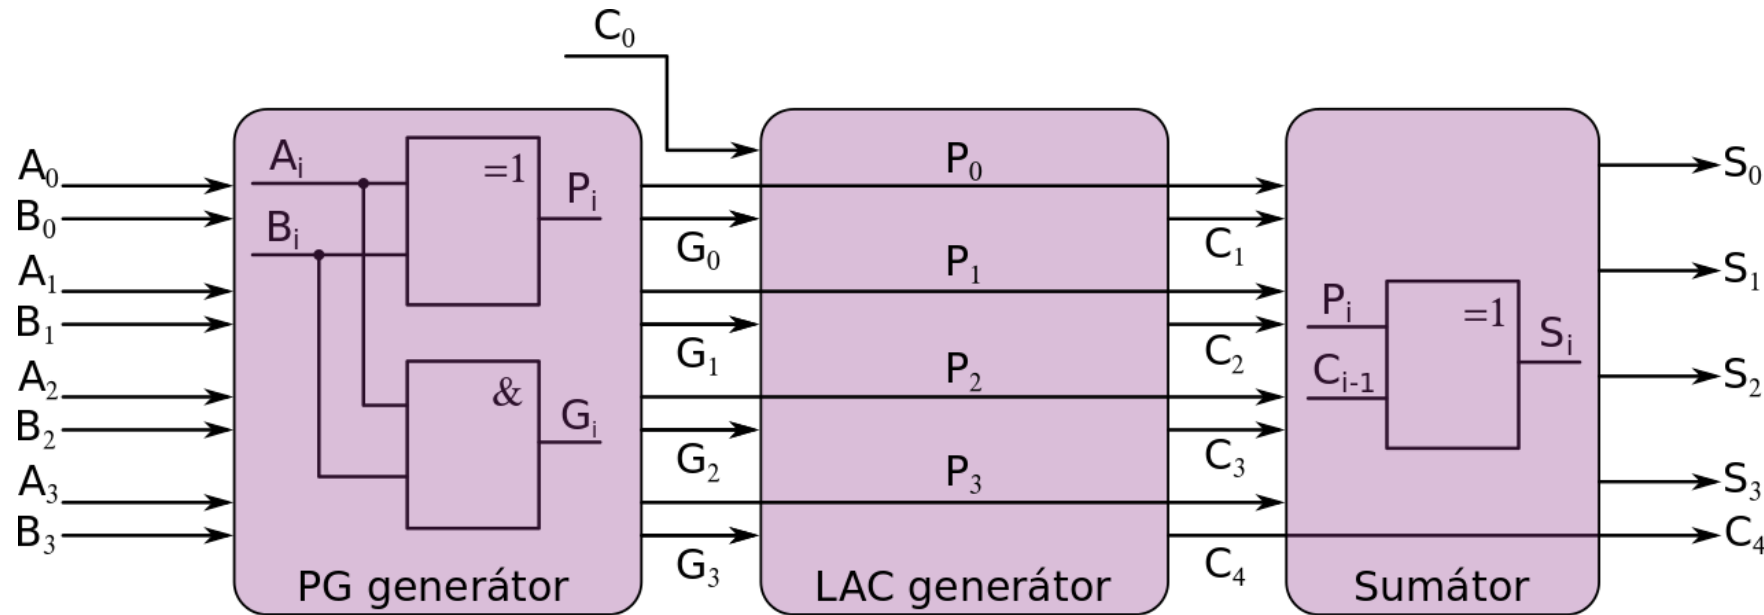 C₀
A₀
B₀
A₁
B₁
A₂
B₂
A₃
B₃
Aᵢ
Bᵢ
=1
Pᵢ
&
Gᵢ
PG generátor
G₀
G₁
G₂
G₃
P₀
P₁
P₂
P₃
LAC generátor
C₁
C₂
C₃
C₄
Pᵢ
Cᵢ₋₁
=1
Sᵢ
Sumátor
S₀
S₁
S₂
S₃
C₄